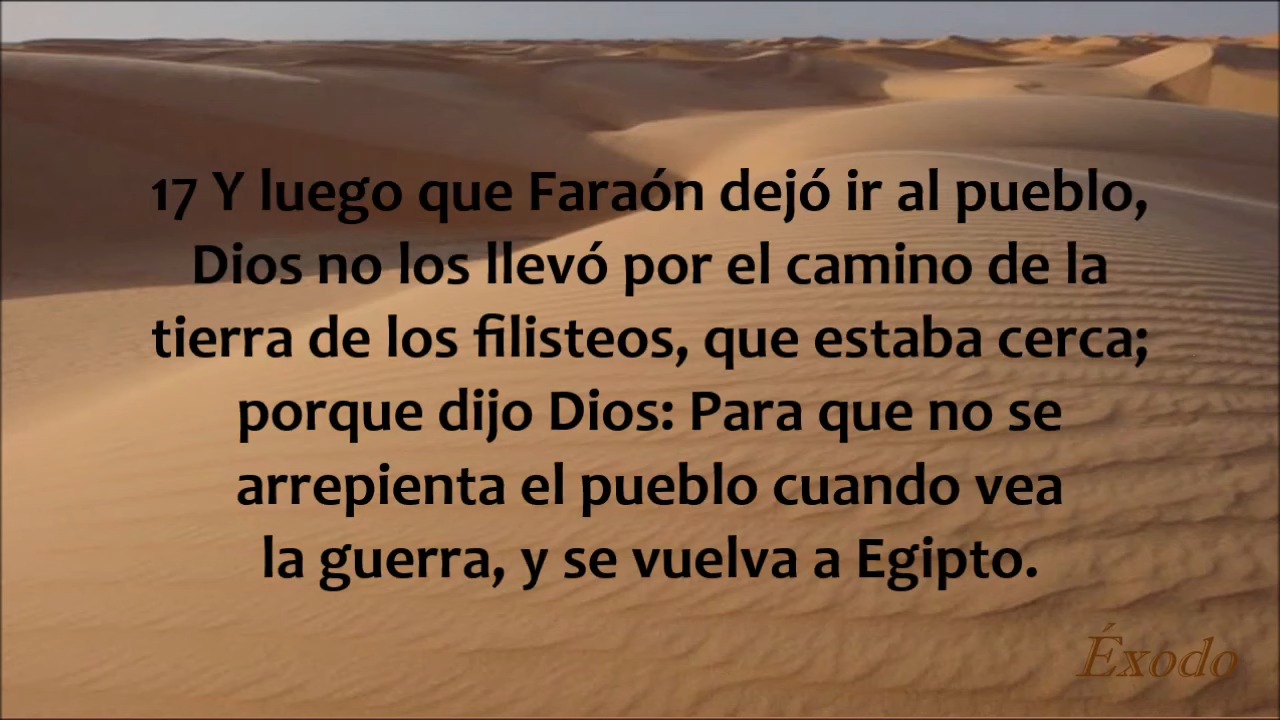 17 Y luego que Faraón dejó ir al pueblo,
Dios no los llevó por el camino de la
tierra de los filisteos, que estaba cerca;
porque dijo Dios: Para que no se
arrepienta el pueblo cuando vea
la guerra, y se vuelva a Egipto.
Éxodo